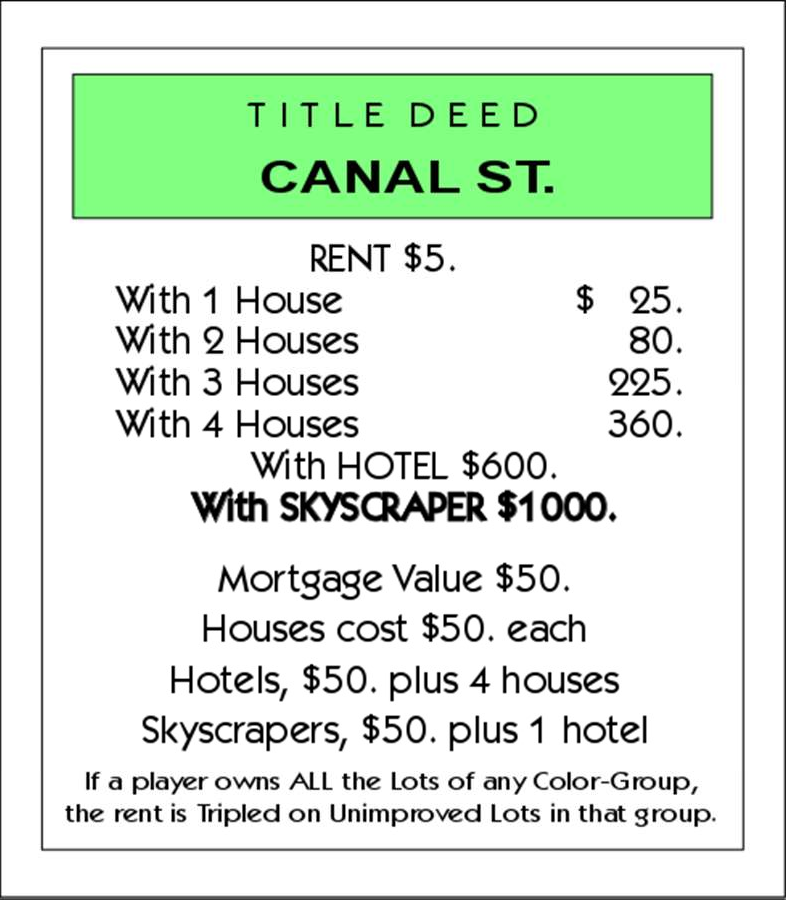 TITLE DEED
CANAL ST.
RENT $5.
With 1 House $ 25.
With 2 Houses 80.
With 3 Houses 225.
With 4 Houses 360.
With HOTEL $600.
With SKYSCRAPER $1000.
Mortgage Value $50.
Houses cost $50. each
Hotels, $50. plus 4 houses
Skyscrapers, $50. plus 1 hotel
If a player owns ALL the Lots of any Color-Group,
the rent is Tripled on Unimproved Lots in that group.